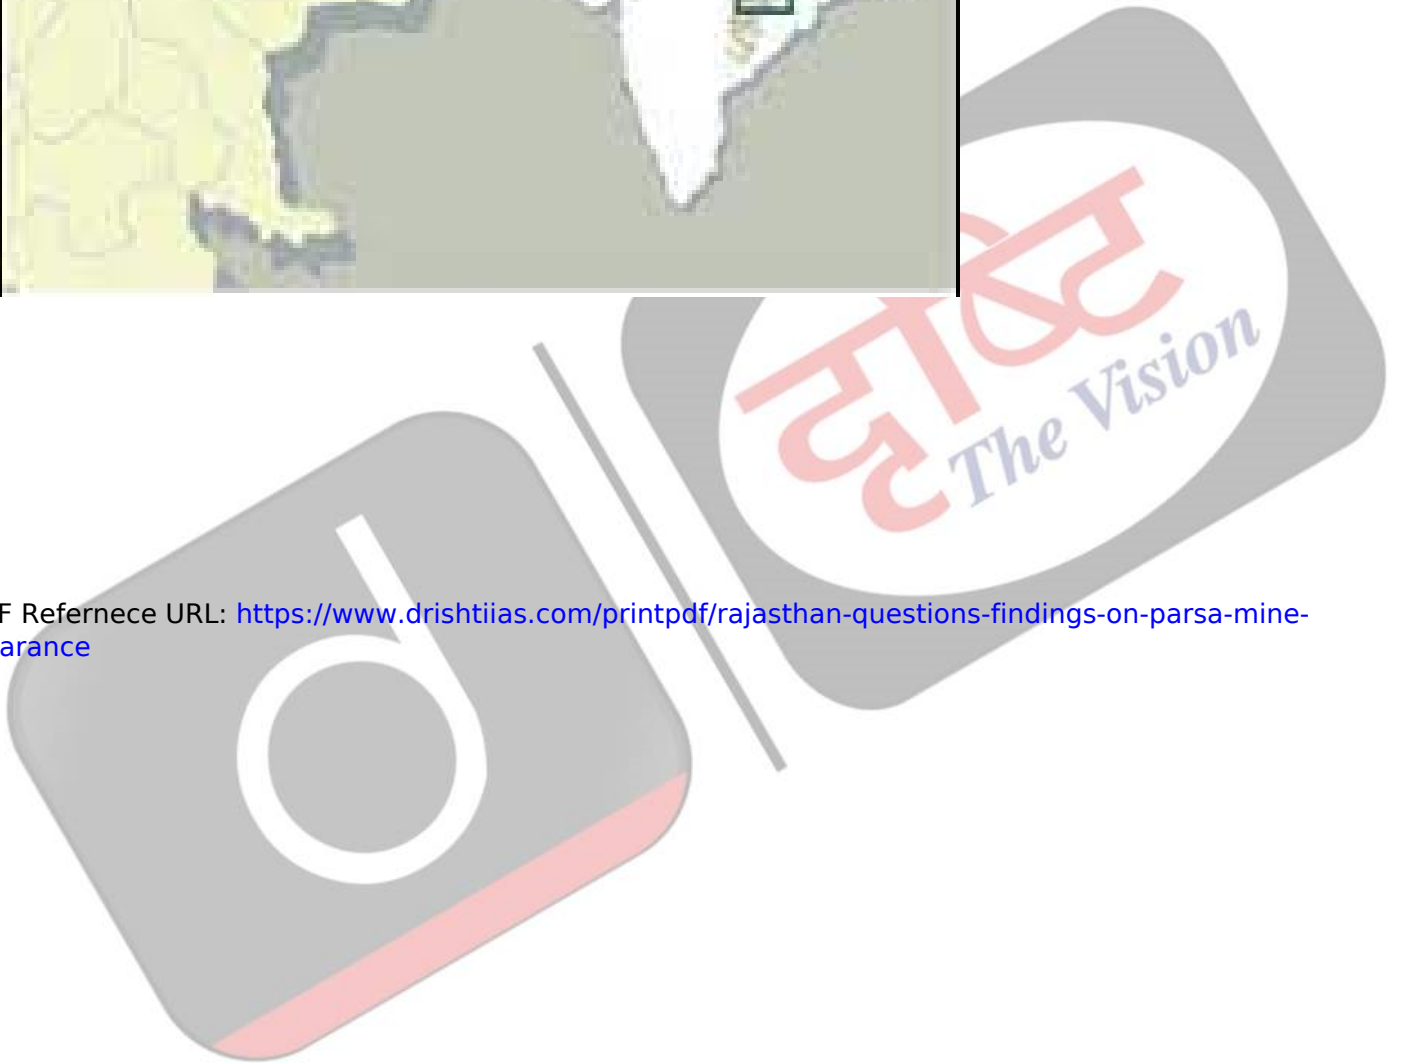 दृष्टि
The Vision
F Refernece URL: https://www.drishtiias.com/printpdf/rajasthan-questions-findings-on-parsa-mine-
arance